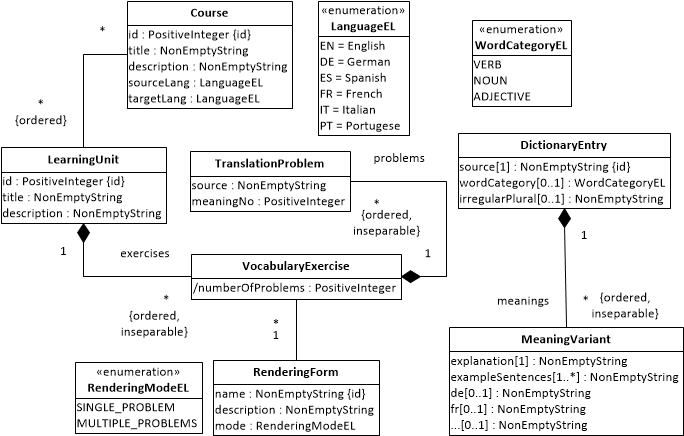 Course
id : PositiveInteger {id}
title : NonEmptyString
description : NonEmptyString
sourceLang : LanguageEL
targetLang : LanguageEL
«enumeration»
LanguageEL
EN = English
DE = German
ES = Spanish
FR = French
IT = Italian
PT = Portugese
«enumeration»
WordCategoryEL
VERB
NOUN
ADJECTIVE
*
*
{ordered}
LearningUnit
id : PositiveInteger {id}
title : NonEmptyString
description : NonEmptyString
TranslationProblem
source : NonEmptyString
meaningNo : PositiveInteger
problems
*
{ordered,
inseparable}
1
DictionaryEntry
source[1] : NonEmptyString {id}
wordCategory[0..1] : WordCategoryEL
irregularPlural[0..1] : NonEmptyString
1
exercises
1
VocabularyExercise
/numberOfProblems : PositiveInteger
*
{ordered,
inseparable}
*
1
meanings
*
{ordered,
inseparable}
«enumeration»
RenderingModeEL
SINGLE_PROBLEM
MULTIPLE_PROBLEMS
RenderingForm
name : NonEmptyString {id}
description : NonEmptyString
mode : RenderingModeEL
MeaningVariant
explanation[1] : NonEmptyString
exampleSentences[1..*] : NonEmptyString
de[0..1] : NonEmptyString
fr[0..1] : NonEmptyString
...[0..1] : NonEmptyString